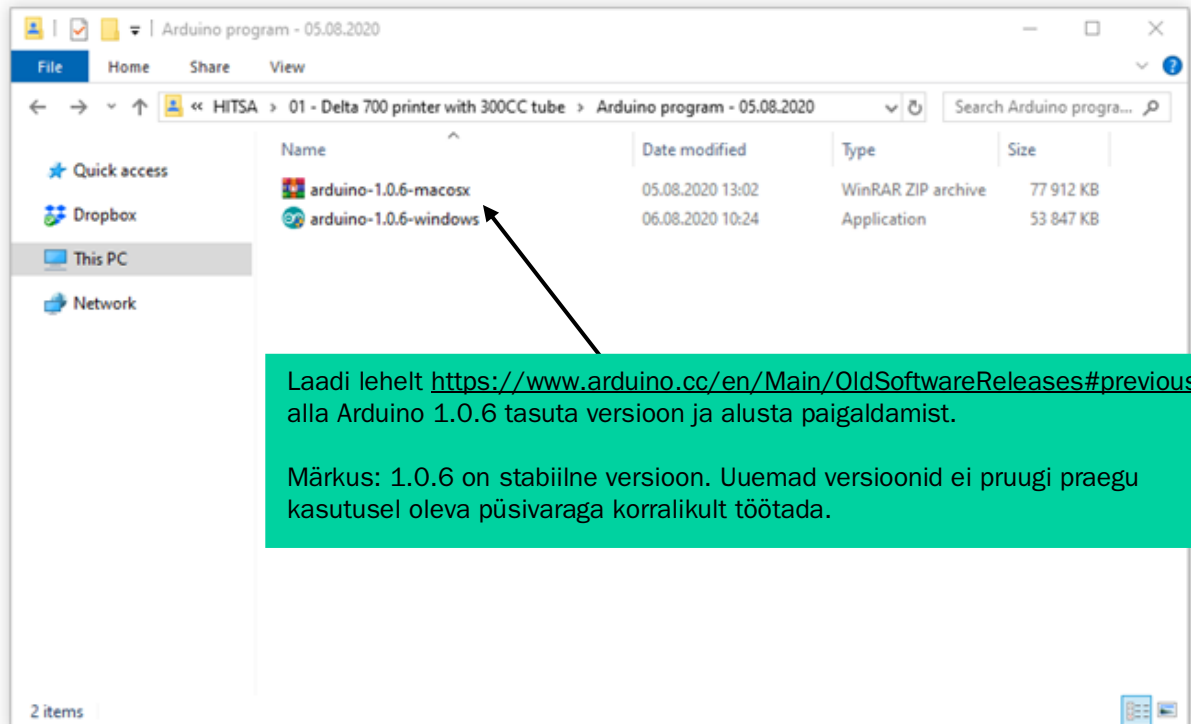 Arduino program - 05.08.2020
File Home Share View
« HITSA > 01 - Delta 700 printer with 300CC tube > Arduino program - 05.08.2020 Search Arduino progra...
Name Date modified Type Size
Quick access
arduino-1.0.6-macosx 05.08.2020 13:02 WinRAR ZIP archive 77 912 KB
Dropbox
arduino-1.0.6-windows 06.08.2020 10:24 Application 53 847 KB
This PC
Network
Laadi lehelt https://www.arduino.cc/en/Main/OldSoftwareReleases#previous
alla Arduino 1.0.6 tasuta versioon ja alusta paigaldamist.
Märkus: 1.0.6 on stabiilne versioon. Uuemad versioonid ei pruugi praegu
kasutusel oleva püsivaraga korralikult töötada.
2 items